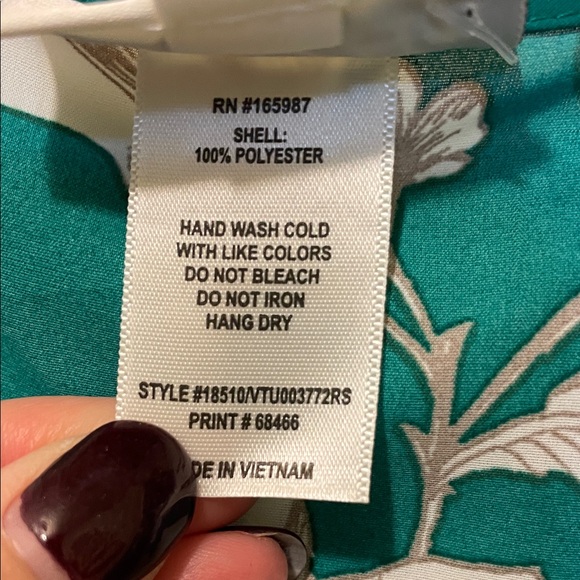 RN #165987
SHELL:
100% POLYESTER
HAND WASH COLD
WITH LIKE COLORS
DO NOT BLEACH
DO NOT IRON
HANG DRY
STYLE #18510/VTU003772RS
PRINT # 68466
DE IN VIETNAM